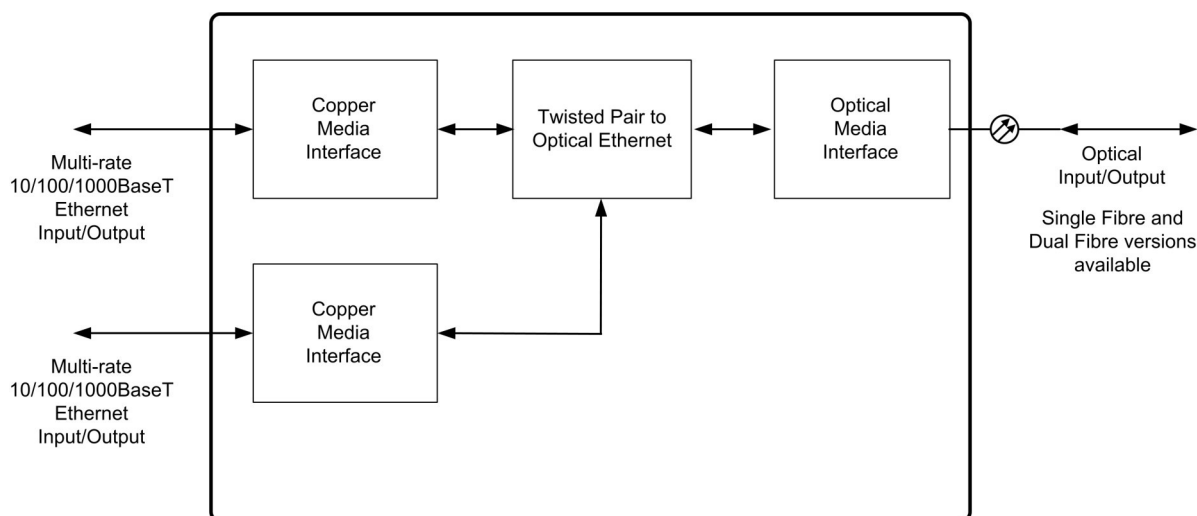 Copper
Media
Interface
Twisted Pair to
Optical Ethernet
Optical
Media
Interface
Multi-rate
10/100/1000BaseT
Ethernet
Input/Output
Optical
Input/Output
Single Fibre and
Dual Fibre versions
available
Copper
Media
Interface
Multi-rate
10/100/1000BaseT
Ethernet
Input/Output